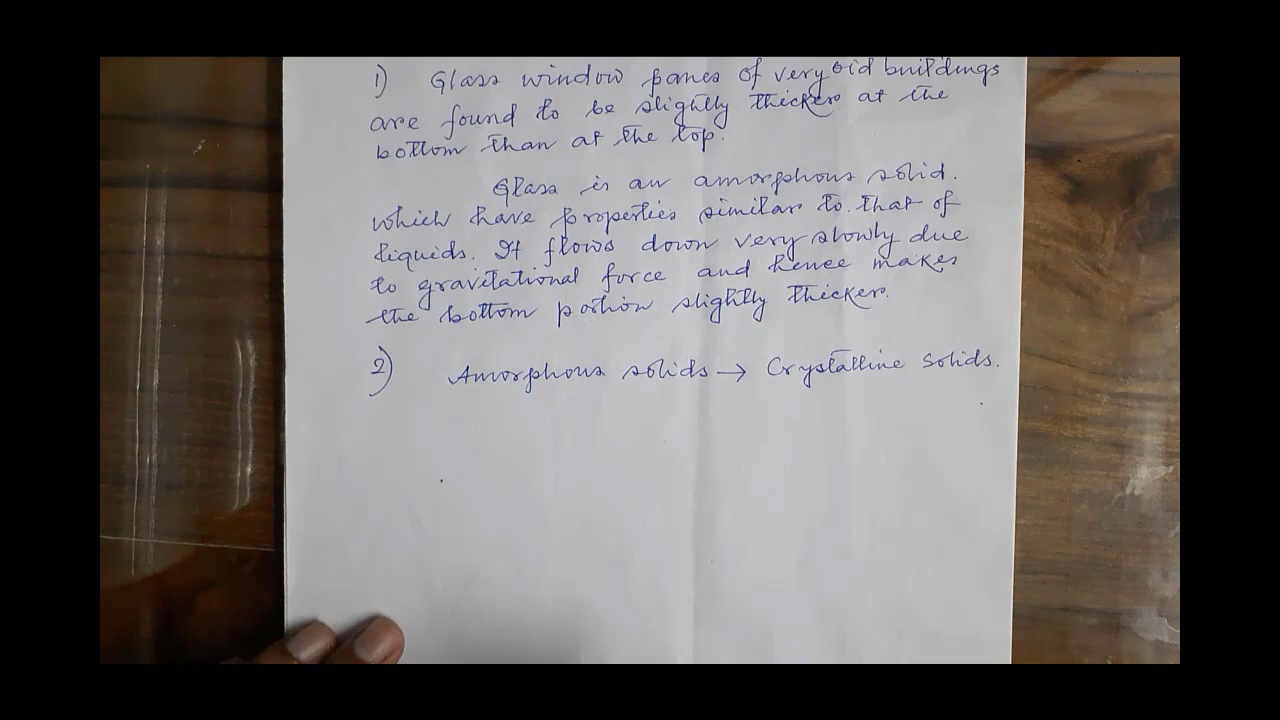 1) Glass window panes of very old buildings
are found to be slightly thicker at the
bottom than at the top.
Glass is an amorphous solid.
which have properties similar to that of
liquids. It flows down very slowly due
to gravitational force and hence makes
the bottom portion slightly thicker.
2) Amorphous solids → Crystalline solids.